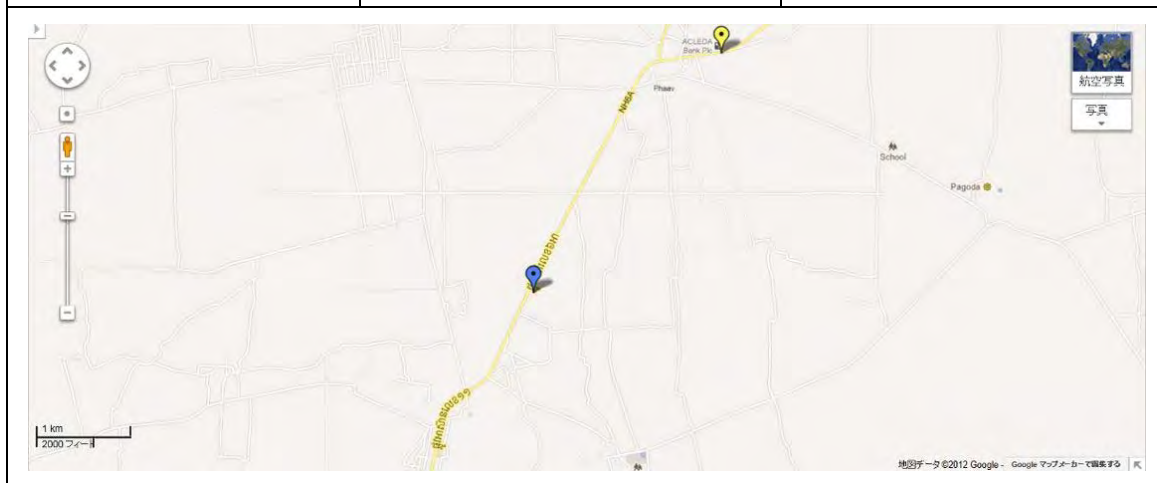 ACLEDA
Bank Plc
Phaav
NH6A
航空写真
写真
School
Pagoda
1 km
2000 フィート
地図データ ©2012 Google - Google マップメーカーで編集する